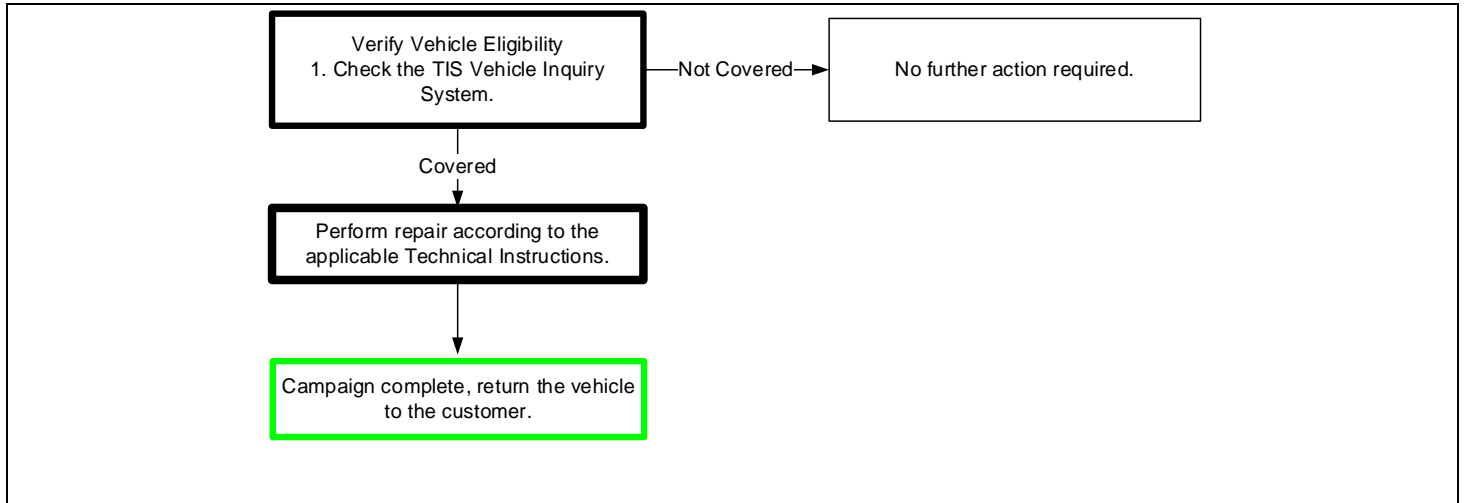 Verify Vehicle Eligibility
1. Check the TIS Vehicle Inquiry
System.
Not Covered
No further action required.
Covered
Perform repair according to the
applicable Technical Instructions.
Campaign complete, return the vehicle
to the customer.